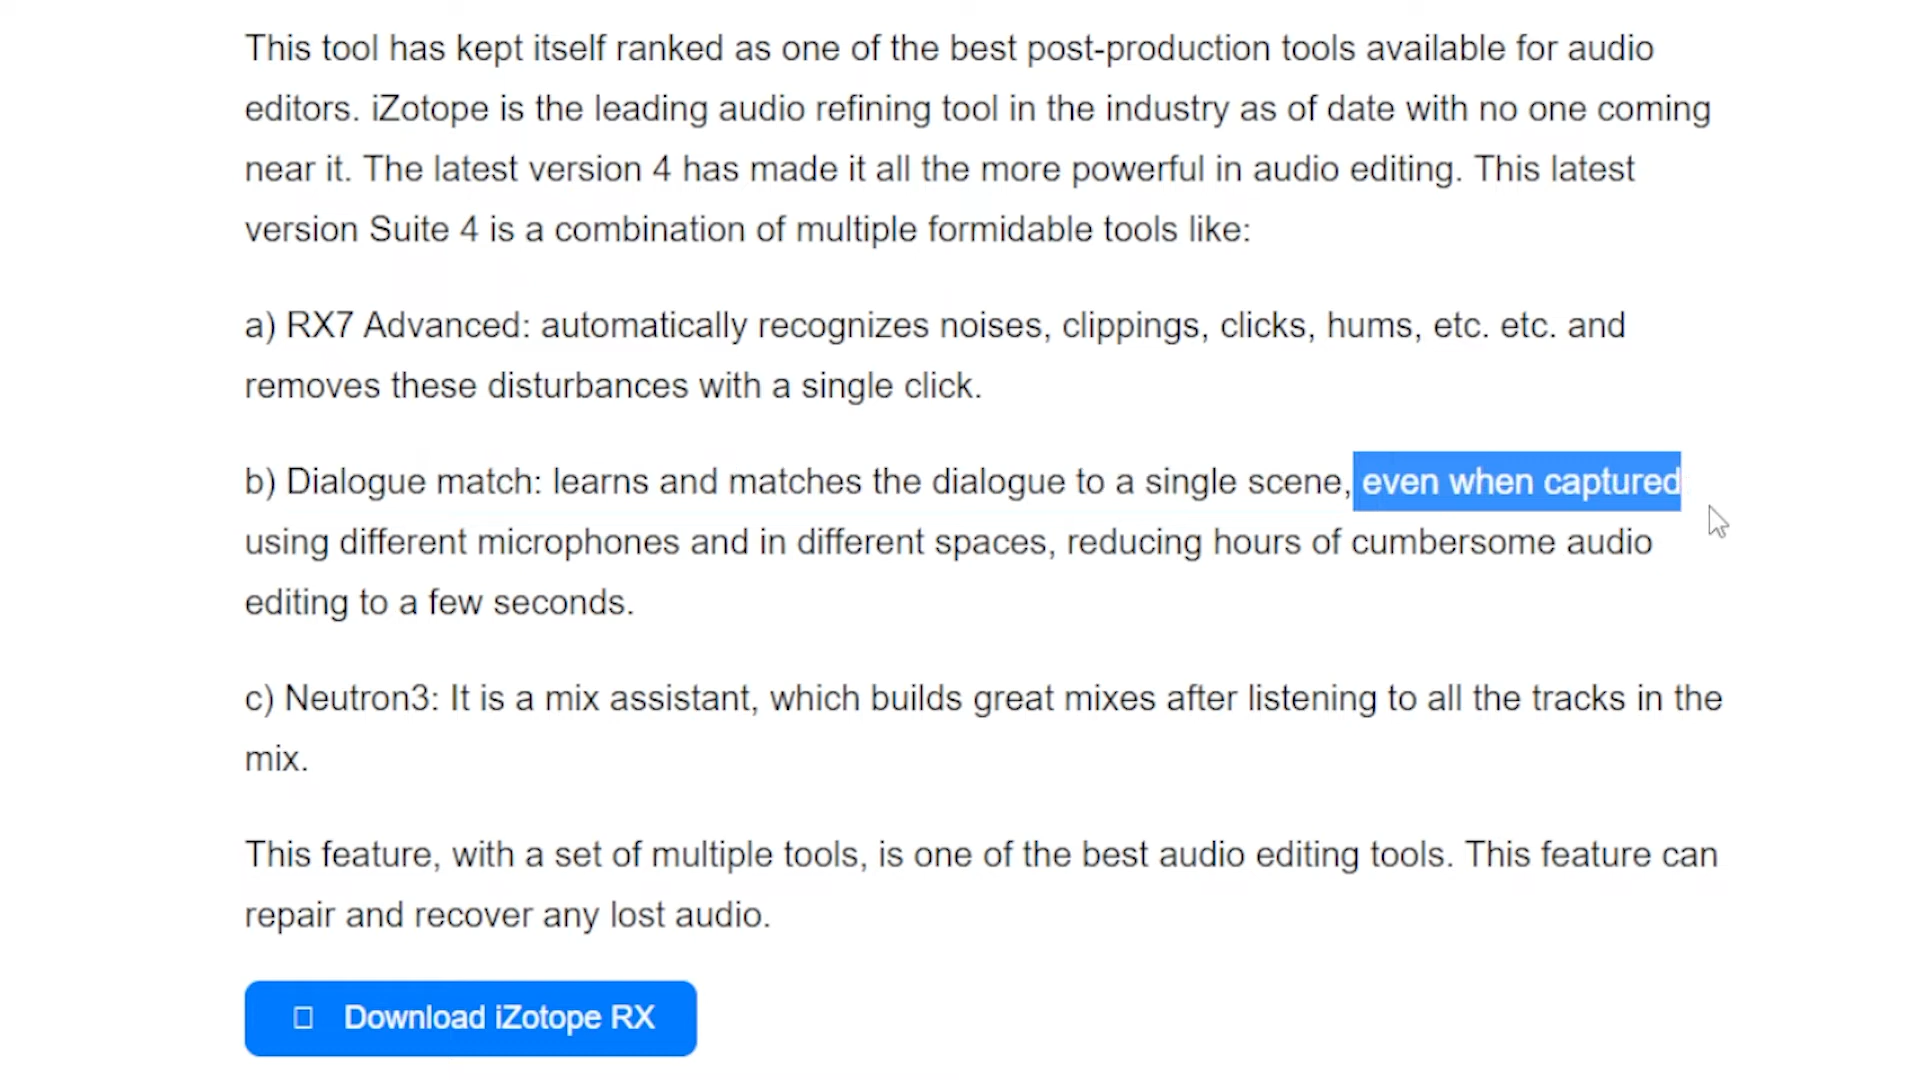 This tool has kept itself ranked as one of the best post-production tools available for audio
editors. iZotope is the leading audio refining tool in the industry as of date with no one coming
near it. The latest version 4 has made it all the more powerful in audio editing. This latest
version Suite 4 is a combination of multiple formidable tools like:
a) RX7 Advanced: automatically recognizes noises, clippings, clicks, hums, etc. etc. and
removes these disturbances with a single click.
b) Dialogue match: learns and matches the dialogue to a single scene, even when captured
using different microphones and in different spaces, reducing hours of cumbersome audio
editing to a few seconds.
c) Neutron3: It is a mix assistant, which builds great mixes after listening to all the tracks in the
mix.
This feature, with a set of multiple tools, is one of the best audio editing tools. This feature can
repair and recover any lost audio.
Download iZotope RX